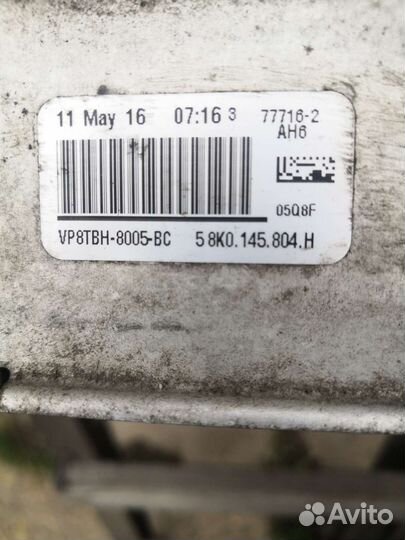 11 May 16 07:16 3 77716-2
AH6
05Q8F
VP8TBH-8005-BC 5 8K0.145.804.H
Avito